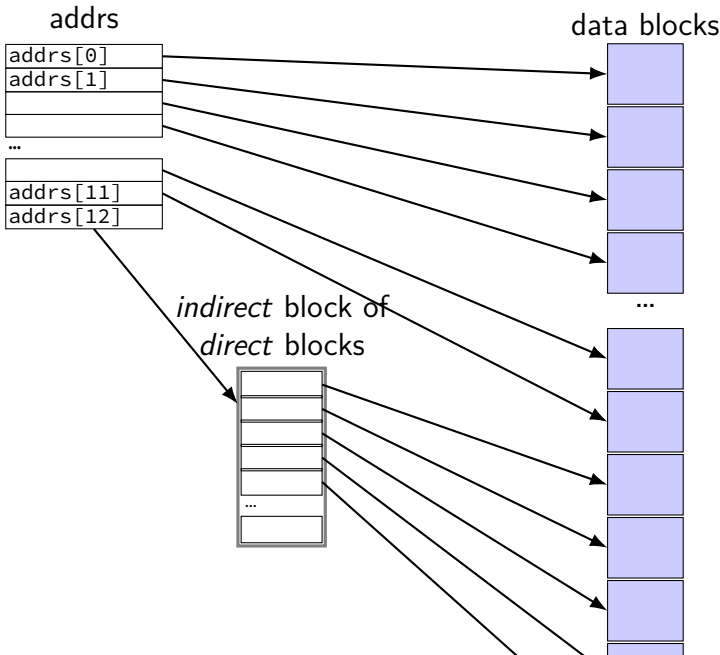 addrs
data blocks
addrs[0]
addrs[1]
…
addrs[11]
addrs[12]
…
indirect block of
direct blocks
…